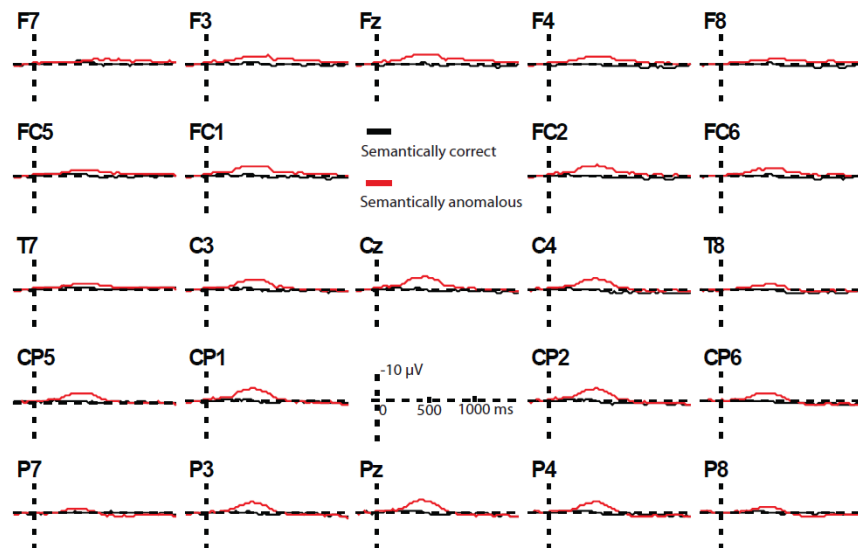 F7 F3 Fz F4 F8
FC5 FC1 FC2 FC6
Semantically correct
Semantically anomalous
T7 C3 Cz C4 T8
CP5 CP1 CP2 CP6
-10 μV
0 500 1000 ms
P7 P3 Pz P4 P8